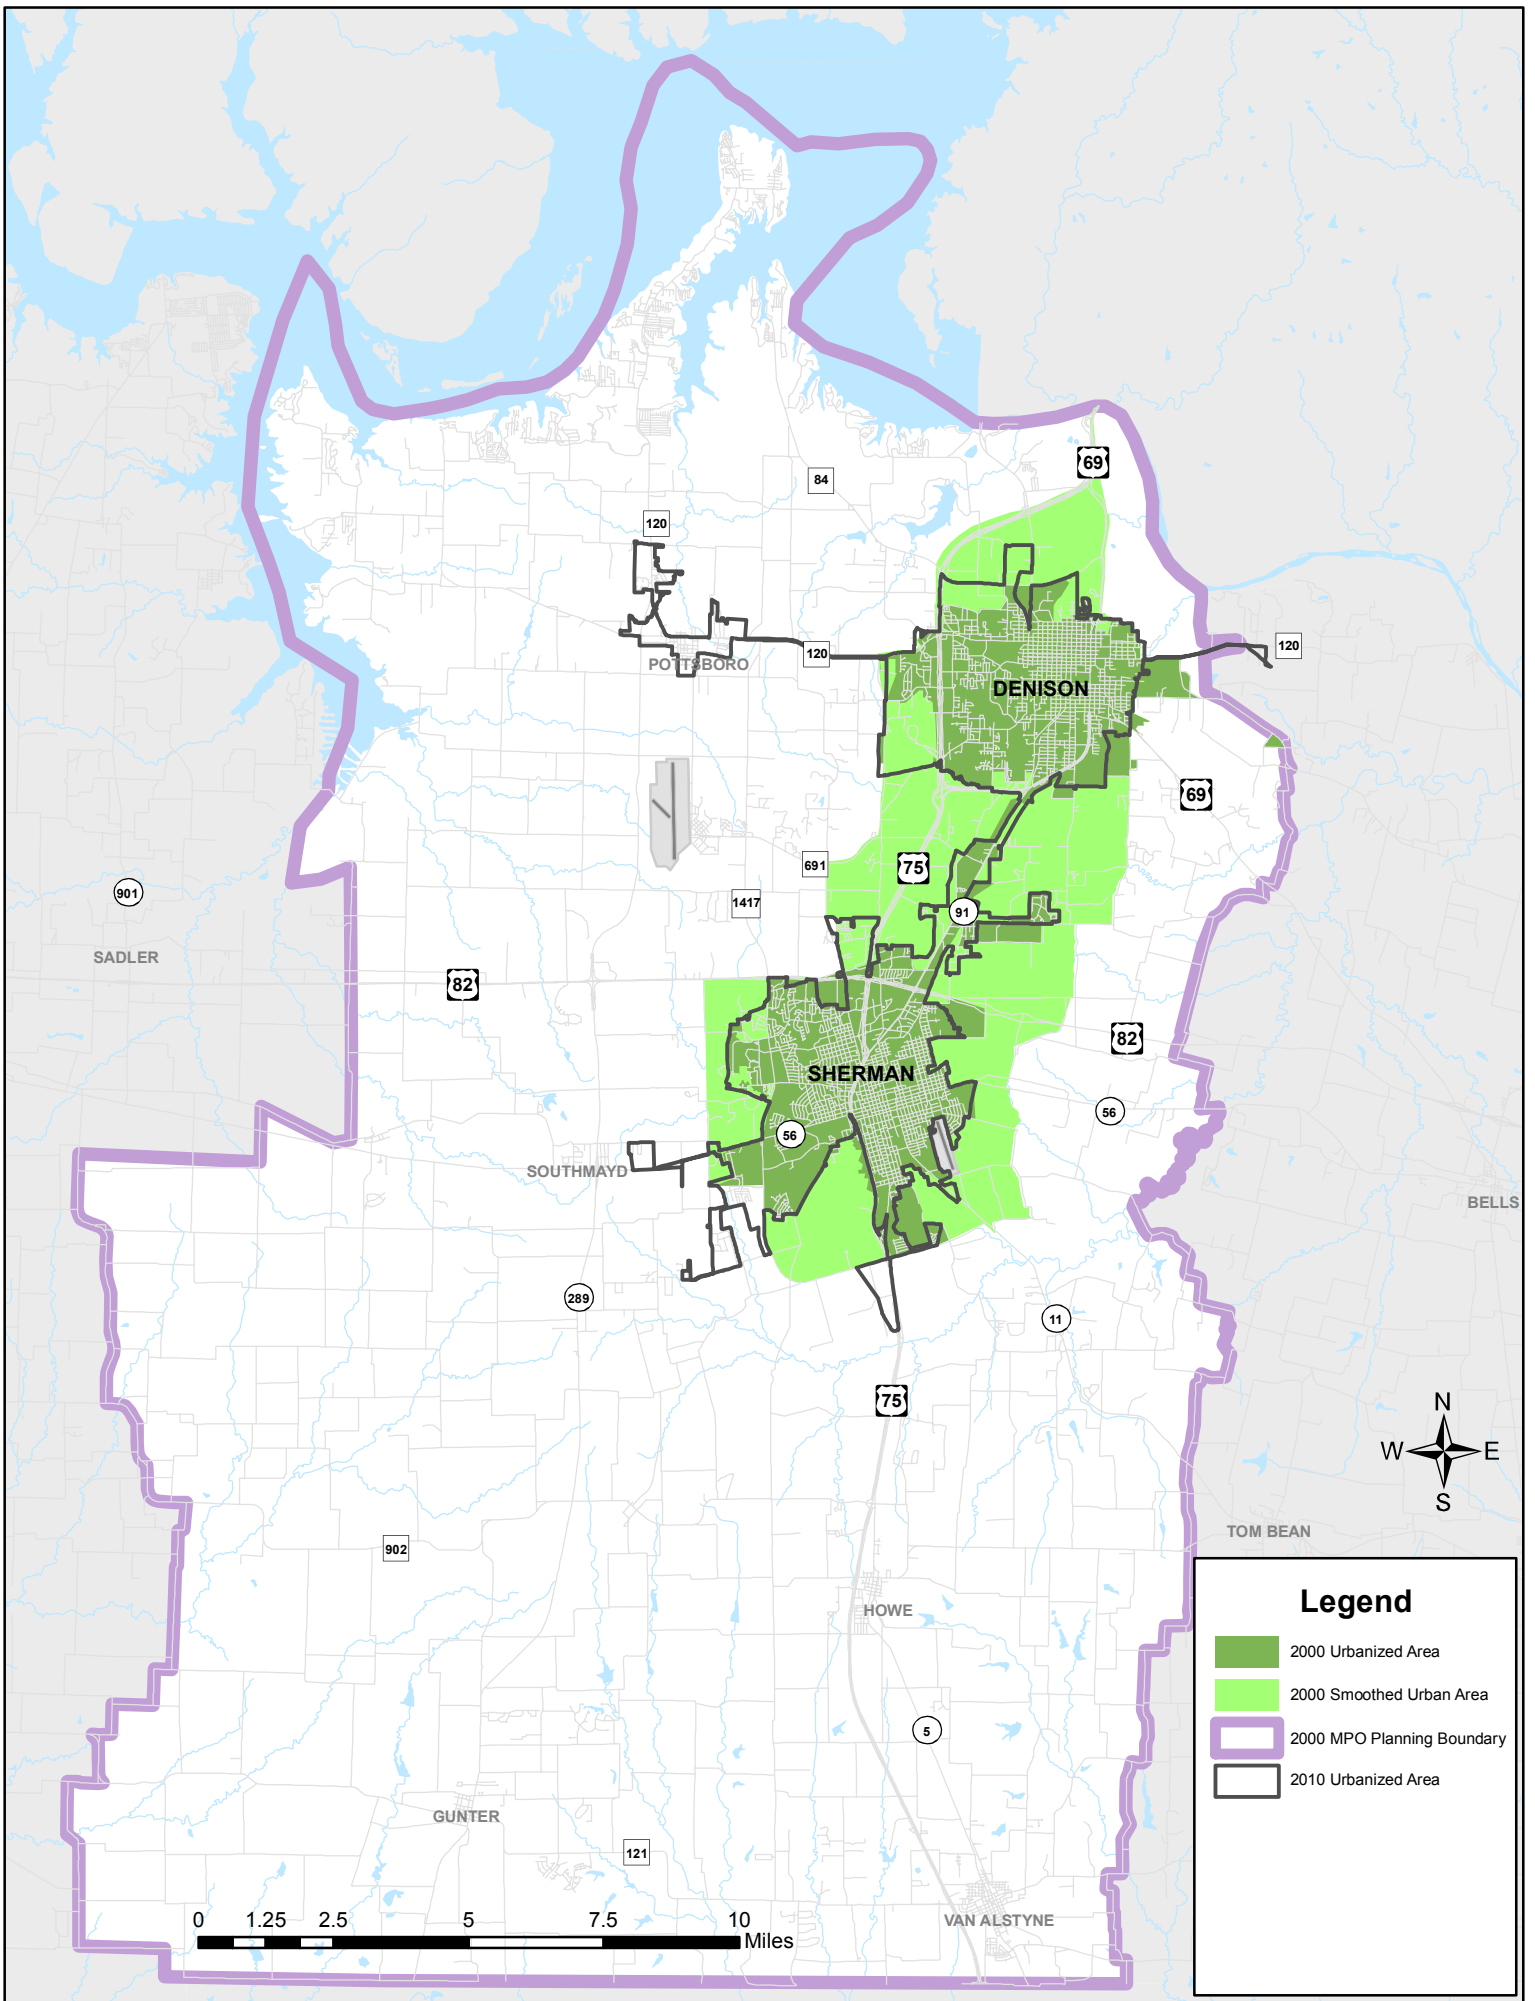 69
84
120
120
120
POTTSBORO
DENISON
69
691
75
901
1417
91
SADLER
82
82
SHERMAN
56
56
SOUTHMAYD
BELLS
289
11
75
N
W E
S
TOM BEAN
902
HOWE
Legend
2000 Urbanized Area
2000 Smoothed Urban Area
2000 MPO Planning Boundary
2010 Urbanized Area
5
GUNTER
121
VAN ALSTYNE
0 1.25 2.5 5 7.5 10
Miles